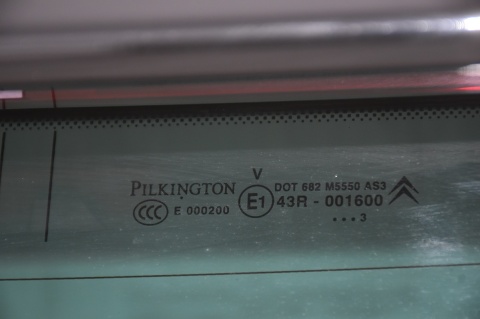 V
PILKINGTON E1 DOT 682 M5550 AS3
CCC E 000200 43R - 001600
•••3